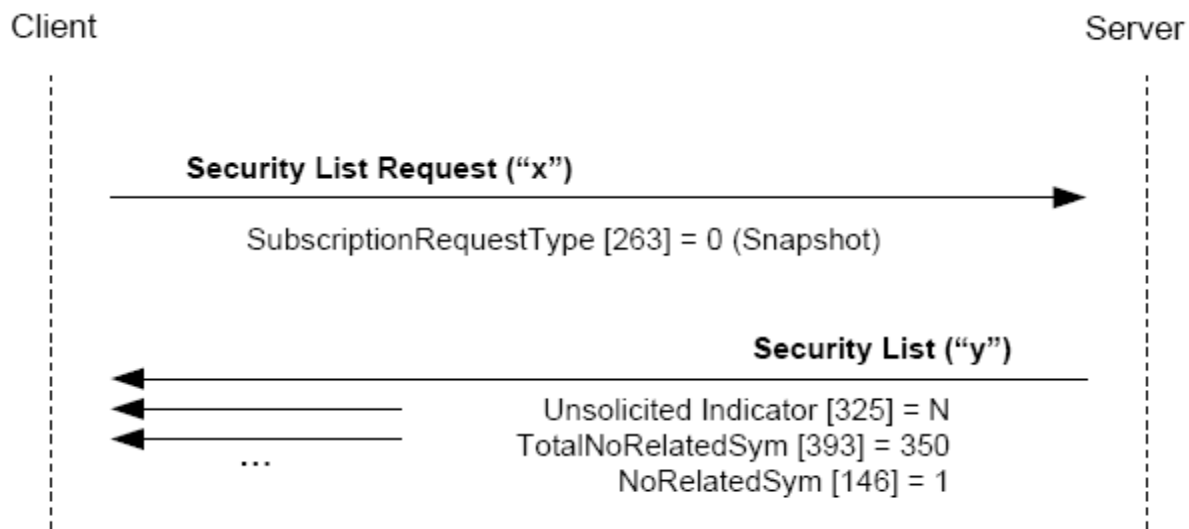 Client
Server
Security List Request (“x”)
SubscriptionRequestType [263] = 0 (Snapshot)
Security List (“y”)
Unsolicited Indicator [325] = N
TotalNoRelatedSym [393] = 350
...
NoRelatedSym [146] = 1